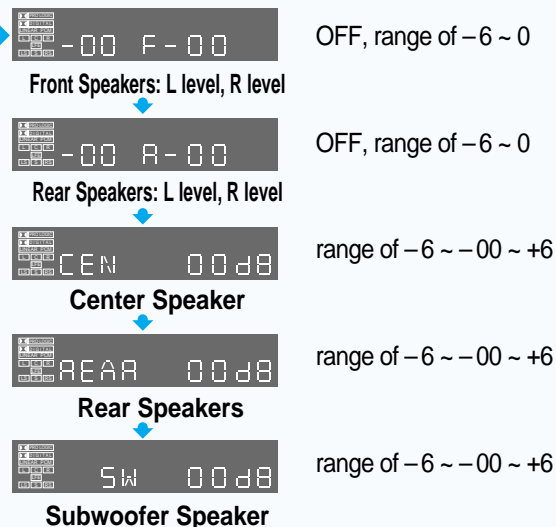 -00 F-00
OFF, range of –6 ~ 0
Front Speakers: L level, R level
-00 R-00
OFF, range of –6 ~ 0
Rear Speakers: L level, R level
CEN 00dB
range of –6 ~ –00 ~ +6
Center Speaker
REAR 00dB
range of –6 ~ –00 ~ +6
Rear Speakers
SW 00dB
range of –6 ~ –00 ~ +6
Subwoofer Speaker